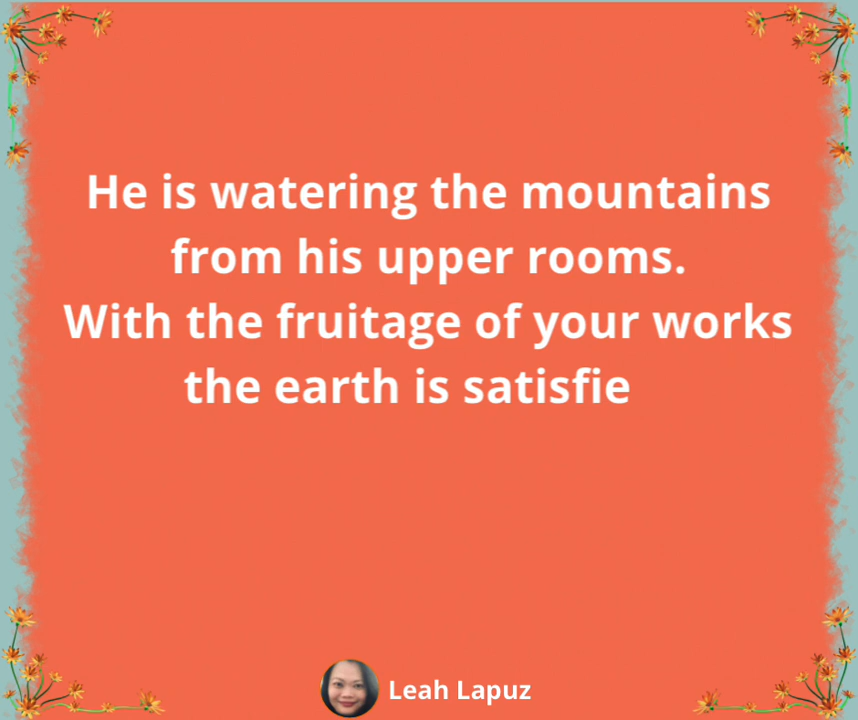 He is watering the mountains
from his upper rooms.
With the fruitage of your works
the earth is satisfie
Leah Lapuz